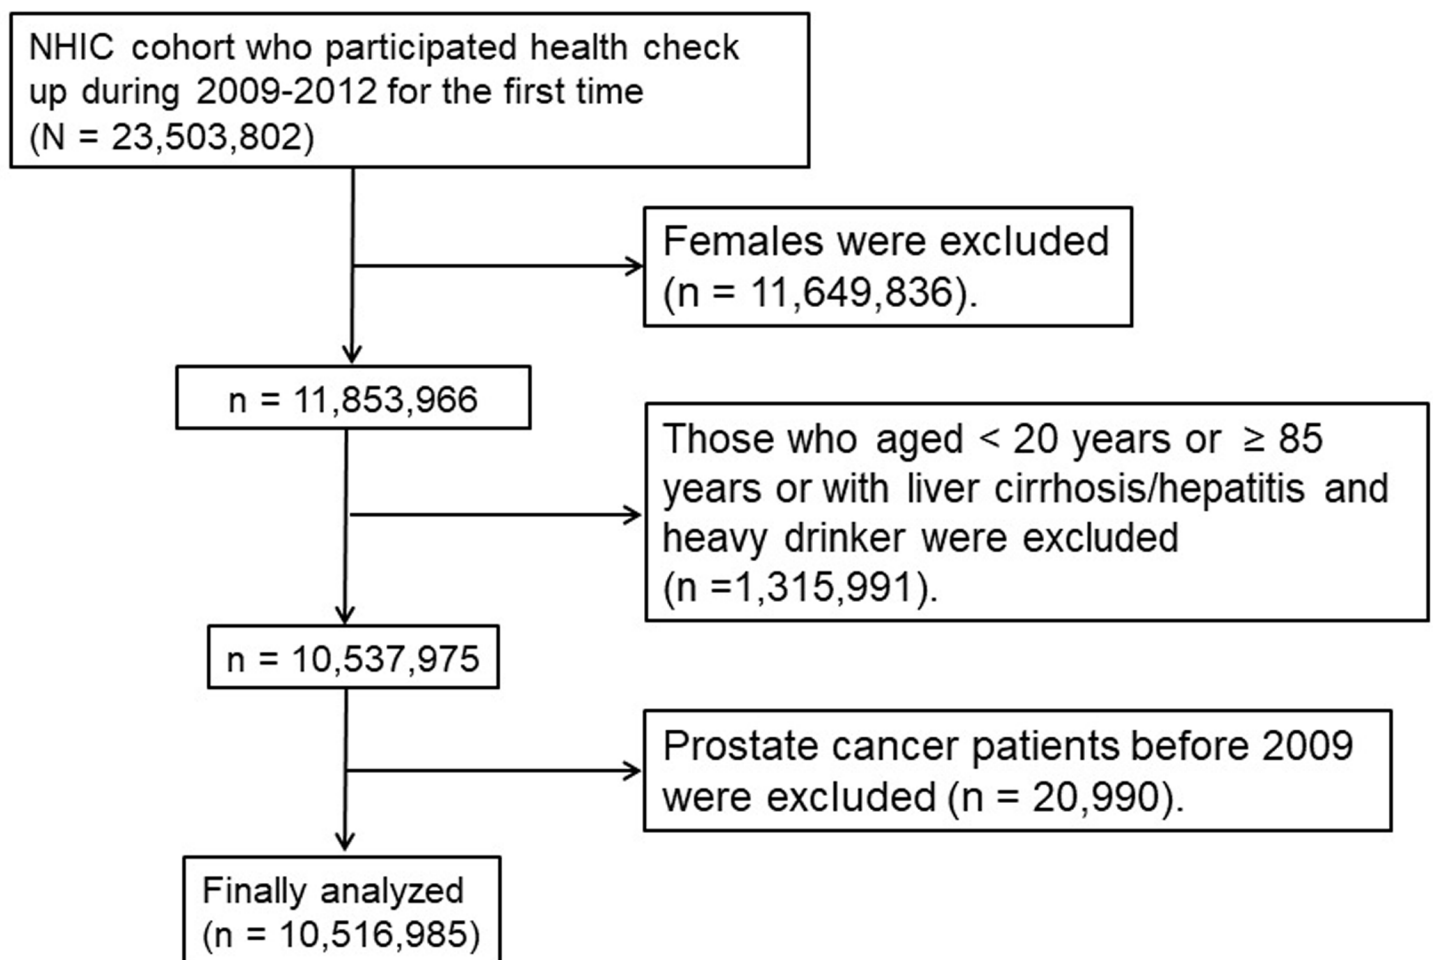 NHIC cohort who participated health check
up during 2009-2012 for the first time
(N = 23,503,802)
Females were excluded
(n = 11,649,836).
n = 11,853,966
Those who aged < 20 years or ≥ 85
years or with liver cirrhosis/hepatitis and
heavy drinker were excluded
(n =1,315,991).
n = 10,537,975
Prostate cancer patients before 2009
were excluded (n = 20,990).
Finally analyzed
(n = 10,516,985)